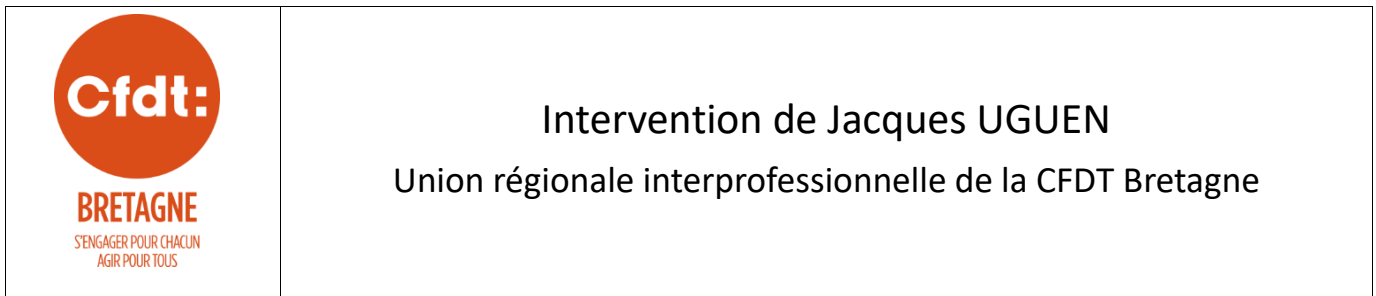 Cfdt:
BRETAGNE
S'ENGAGER POUR CHACUN
AGIR POUR TOUS
Intervention de Jacques UGUEN
Union régionale interprofessionnelle de la CFDT Bretagne